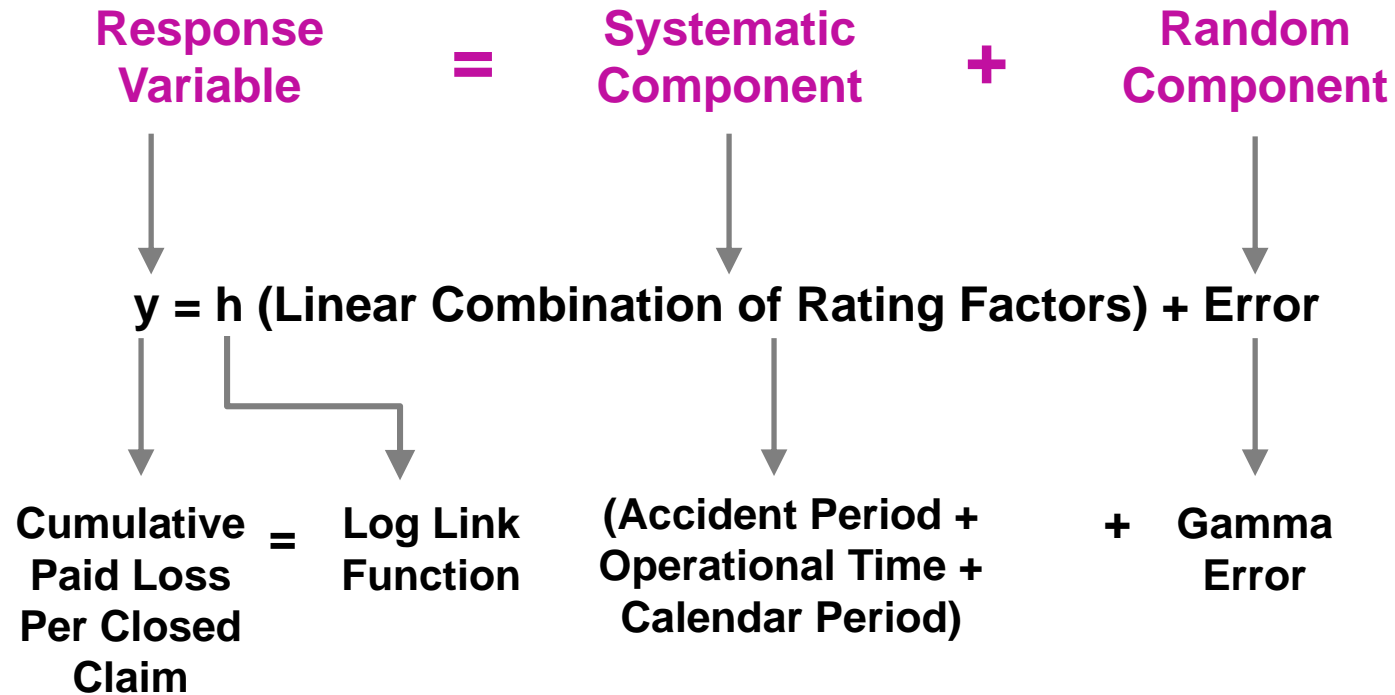 Response
Variable
=
Systematic
Component
+
Random
Component
y = h (Linear Combination of Rating Factors) + Error
Cumulative
Paid Loss
Per Closed
Claim
=
Log Link
Function
(Accident Period +
Operational Time +
Calendar Period)
+
Gamma
Error